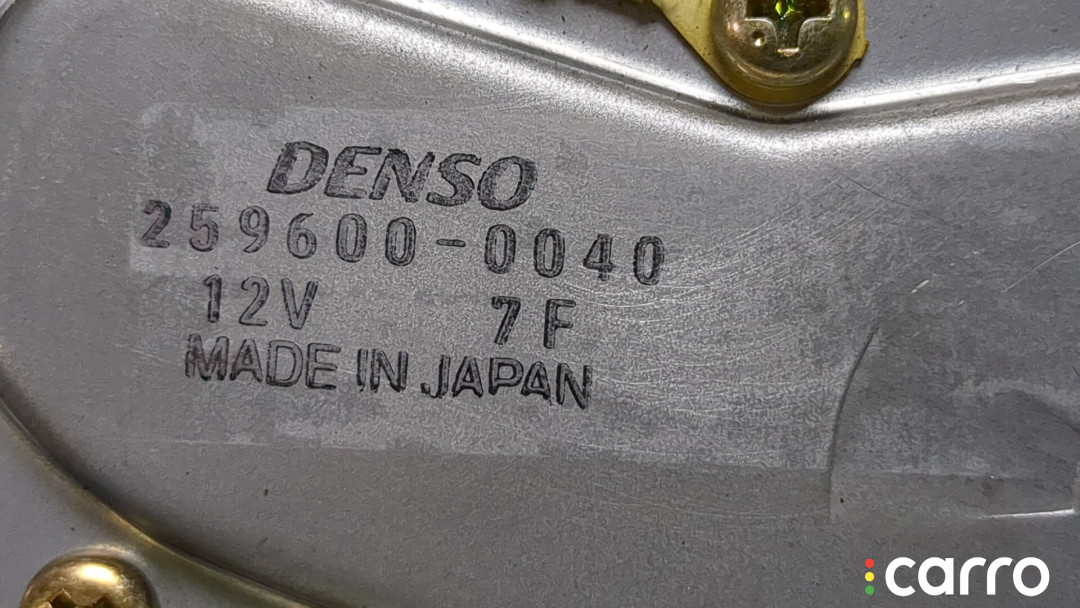 DENSO
259600-0040
12V 7F
MADE IN JAPAN
carro